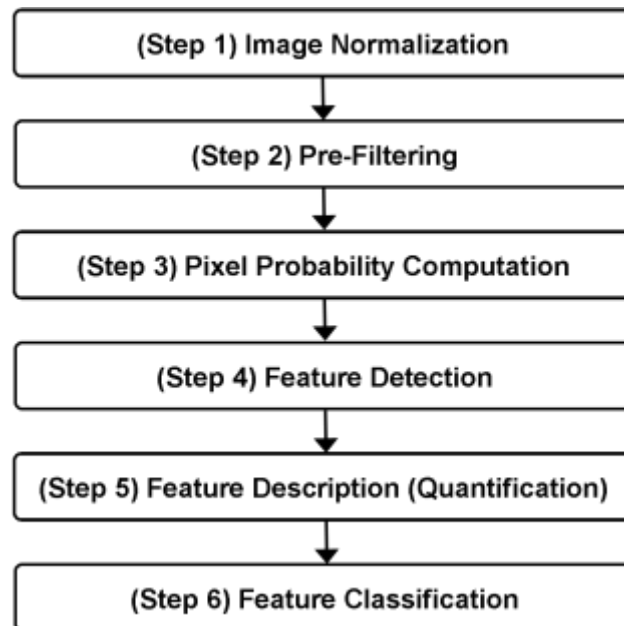 (Step 1) Image Normalization
(Step 2) Pre-Filtering
(Step 3) Pixel Probability Computation
(Step 4) Feature Detection
(Step 5) Feature Description (Quantification)
(Step 6) Feature Classification